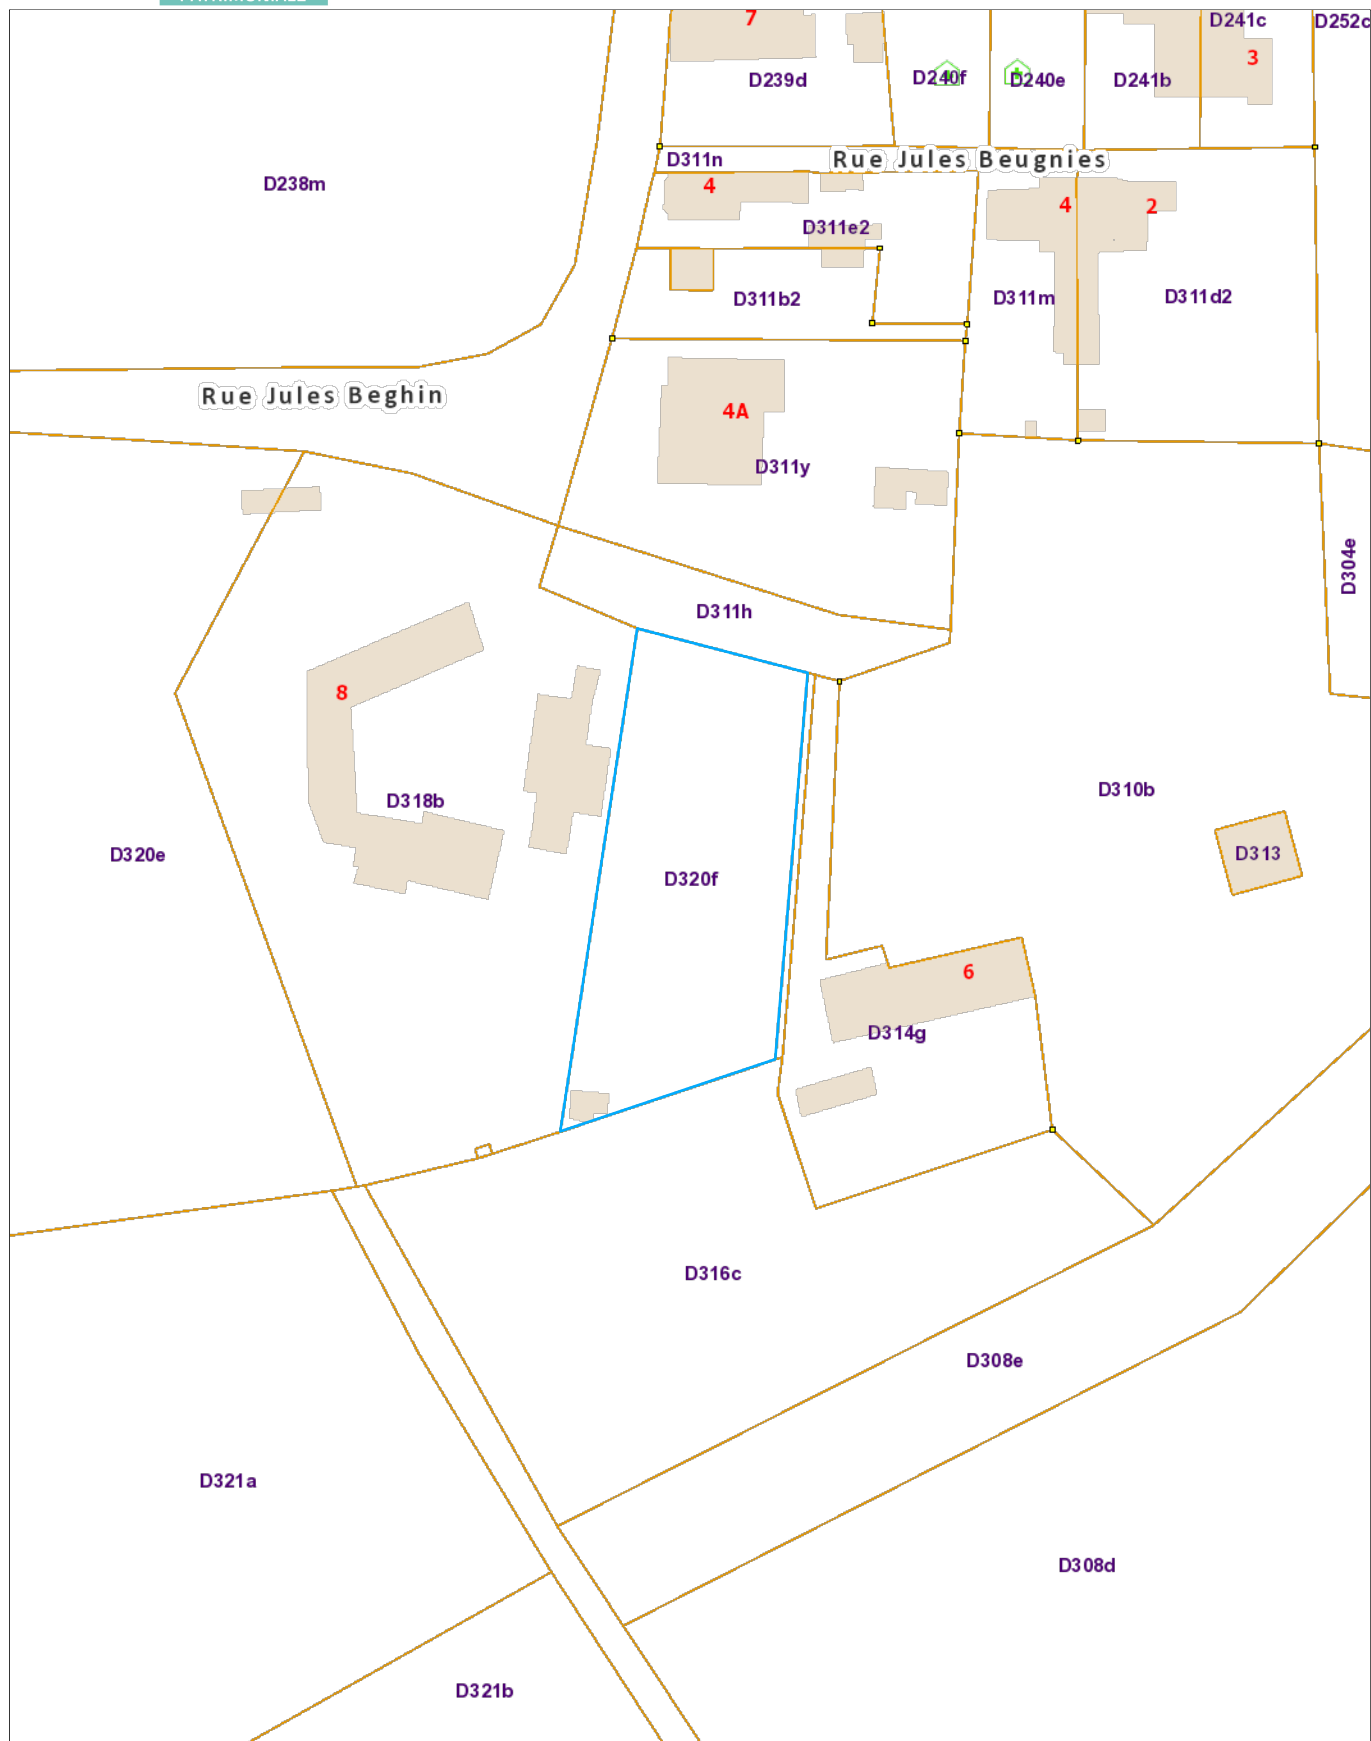 7
D241c
D252c
3
D239d
D240f
D240e
D241b
D311n
Rue Jules Beugnies
D238m
4
4
2
D311e2
D311b2
D311m
D311d2
Rue Jules Beghin
4A
D311y
D304e
D311h
8
D318b
D310b
D320e
D320f
D313
6
D314g
D316c
D308e
D321a
D308d
D321b